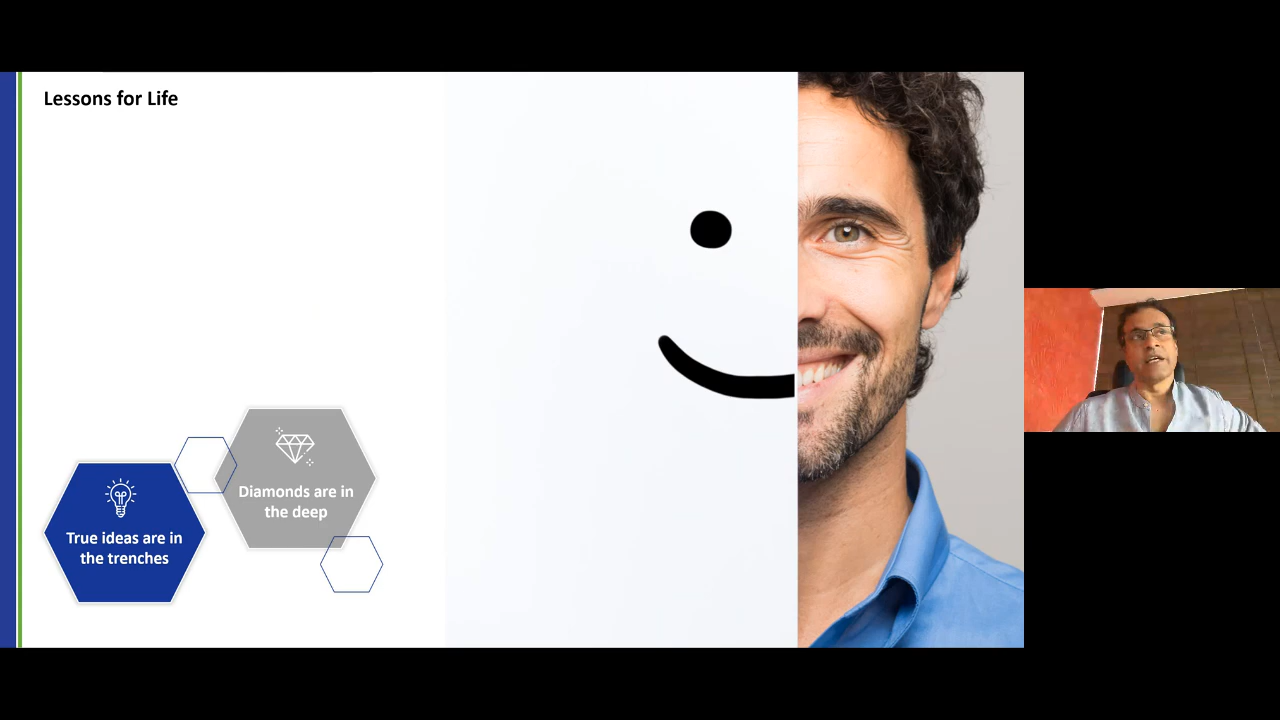 Lessons for Life
Diamonds are in
the deep
True ideas are in
the trenches